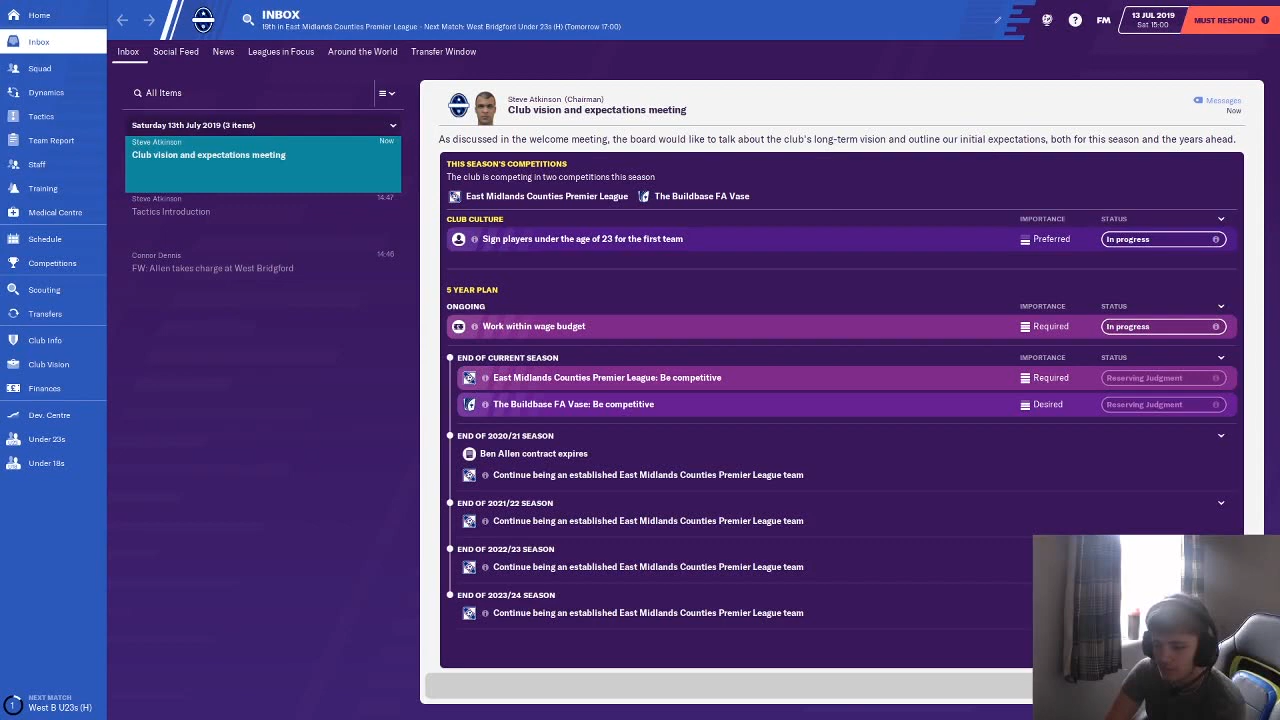 Home
INBOX
19th in East Midlands Counties Premier League - Next Match: West Bridgford Under 23s (H) (Tomorrow 17:00)
FM
13 JUL 2019
Sat 15:00
MUST RESPOND
Inbox
Squad
Dynamics
Tactics
Team Report
Staff
Training
Medical Centre
Schedule
Competitions
Scouting
Transfers
Club Info
Club Vision
Finances
Dev. Centre
Under 23s
Under 18s
NEXT MATCH
1
West B U23s (H)
Inbox Social Feed News Leagues in Focus Around the World Transfer Window
All Items
Saturday 13th July 2019 (3 items)
Steve Atkinson Now
Club vision and expectations meeting
Steve Atkinson 14:47
Tactics Introduction
Connor Dennis 14:46
FW: Allen takes charge at West Bridgford
Steve Atkinson (Chairman)
Club vision and expectations meeting
Messages
Now
As discussed in the welcome meeting, the board would like to talk about the club's long-term vision and outline our initial expectations, both for this season and the years ahead.
THIS SEASON'S COMPETITIONS
The club is competing in two competitions this season
East Midlands Counties Premier League The Buildbase FA Vase
CLUB CULTURE IMPORTANCE STATUS
Sign players under the age of 23 for the first team Preferred In progress
5 YEAR PLAN
ONGOING IMPORTANCE STATUS
Work within wage budget Required In progress
END OF CURRENT SEASON IMPORTANCE STATUS
East Midlands Counties Premier League: Be competitive Required Reserving Judgment
The Buildbase FA Vase: Be competitive Desired Reserving Judgment
END OF 2020/21 SEASON
Ben Allen contract expires
Continue being an established East Midlands Counties Premier League team
END OF 2021/22 SEASON
Continue being an established East Midlands Counties Premier League team
END OF 2022/23 SEASON
Continue being an established East Midlands Counties Premier League team
END OF 2023/24 SEASON
Continue being an established East Midlands Counties Premier League team